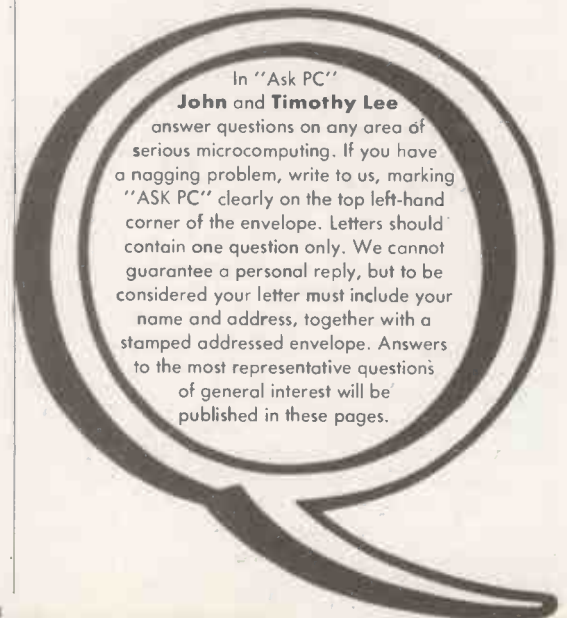 In "Ask PC"
John and Timothy Lee
answer questions on any area of
serious microcomputing. If you have
a nagging problem, write to us, marking
"ASK PC" clearly on the top left-hand
corner of the envelope. Letters should
contain one question only. We cannot
guarantee a personal reply, but to be
considered your letter must include your
name and address, together with a
stamped addressed envelope. Answers
to the most representative questions
of general interest will be
published in these pages.